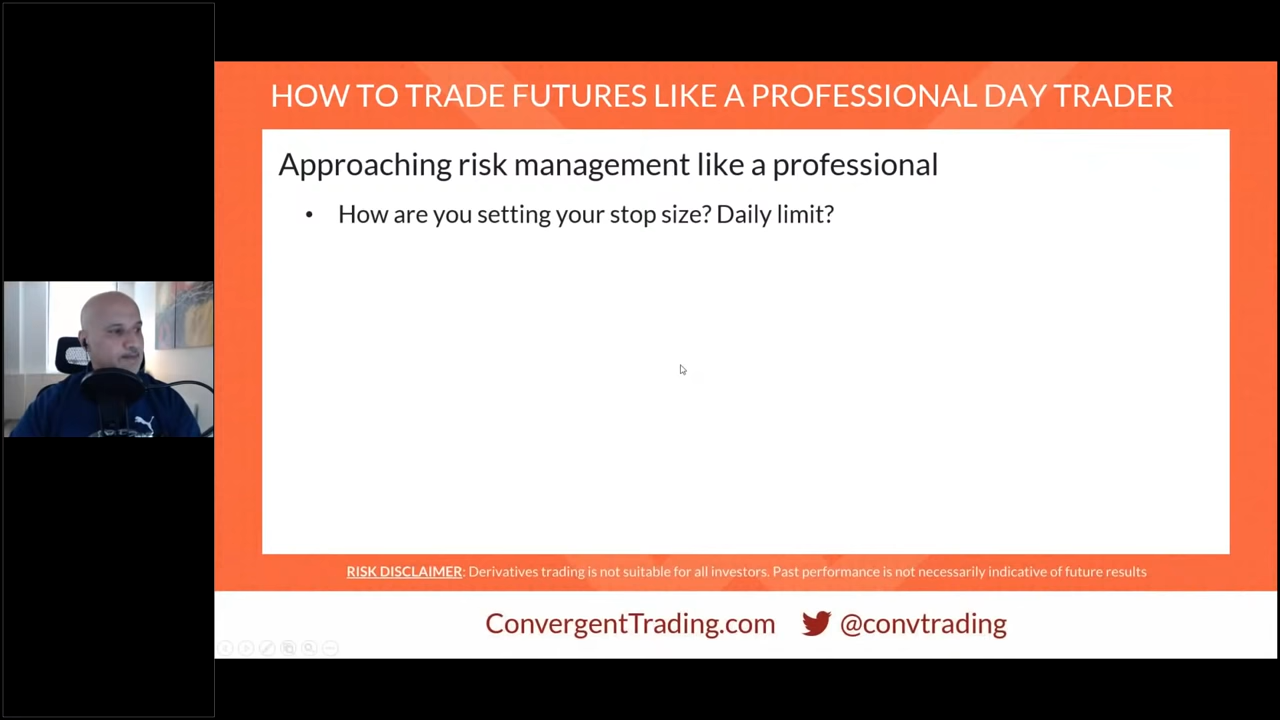 HOW TO TRADE FUTURES LIKE A PROFESSIONAL DAY TRADER
Approaching risk management like a professional
• How are you setting your stop size? Daily limit?
RISK DISCLAIMER: Derivatives trading is not suitable for all investors. Past performance is not necessarily indicative of future results
ConvergentTrading.com @convtrading